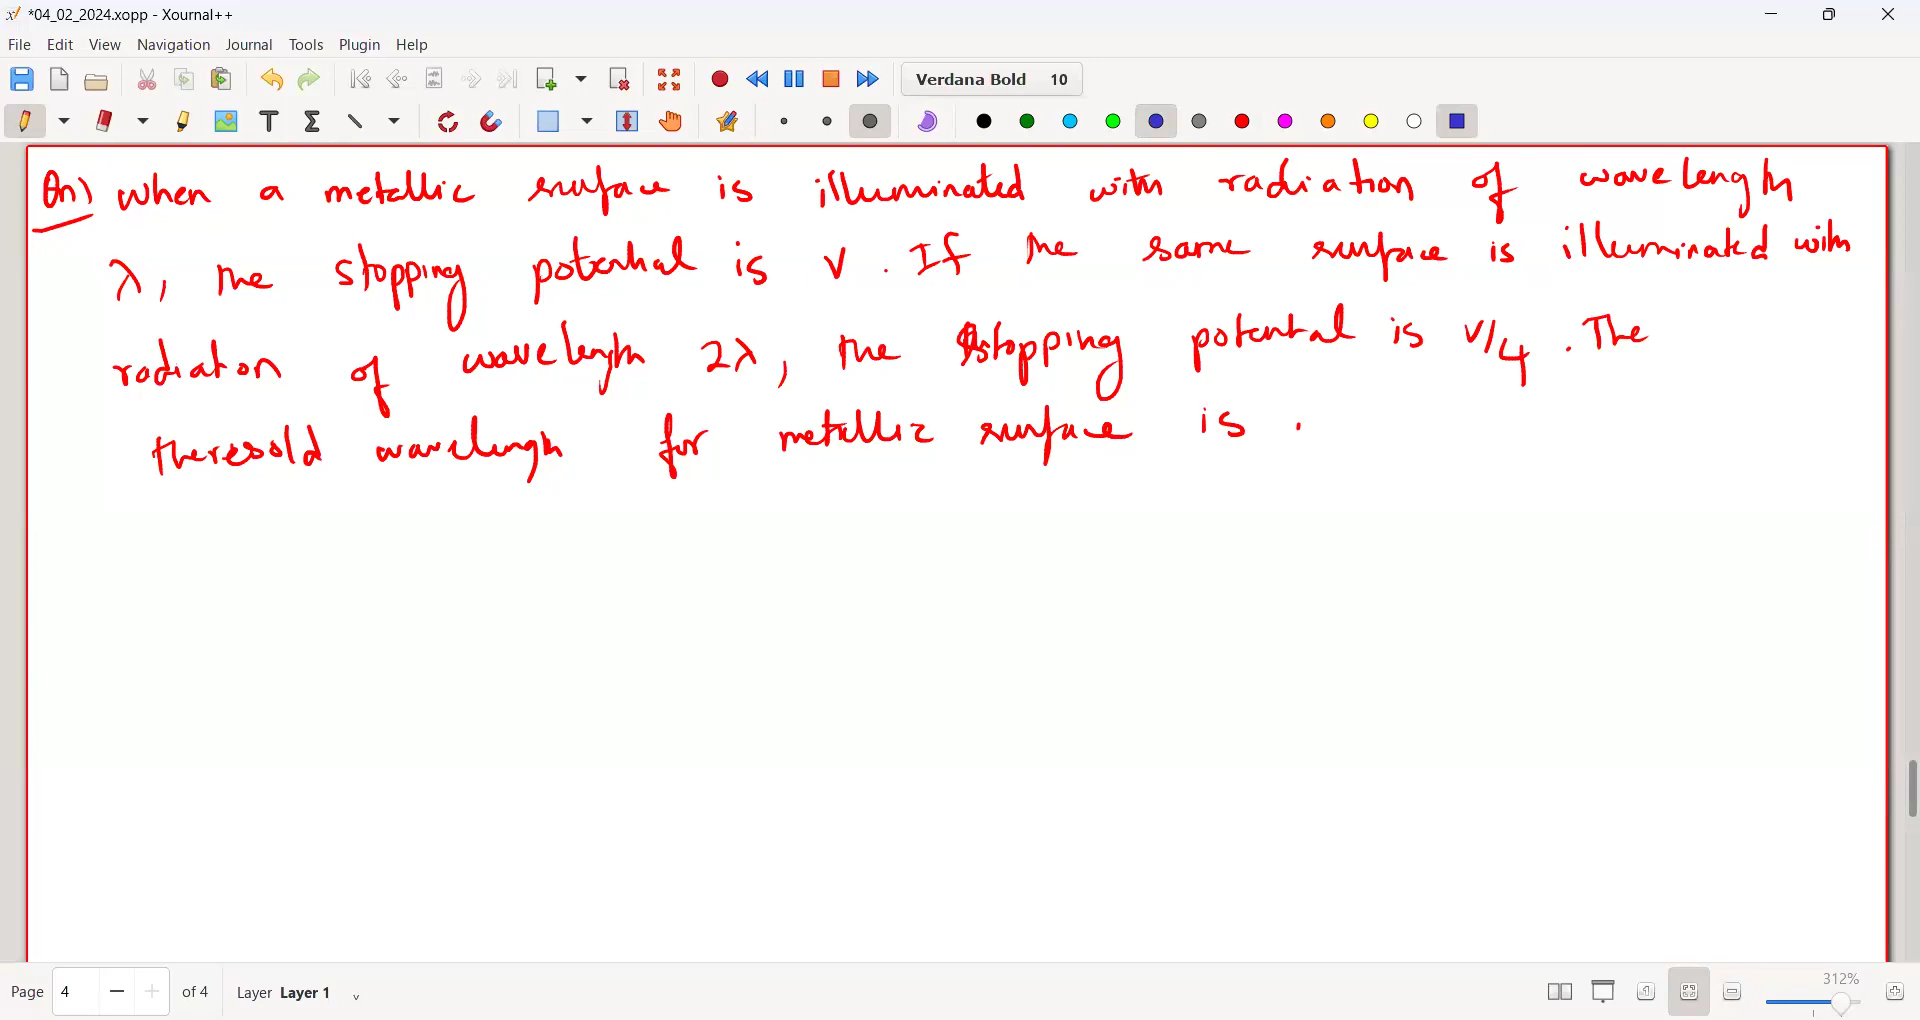 *04_02_2024.xopp - Xournal++
File Edit View Navigation Journal Tools Plugin Help
Verdana Bold 10
Qn) when a metallic surface is illuminated with radiation of wavelength
λ, the stopping potential is V. If the same surface is illuminated with
radiation of wavelength 2λ, the stopping potential is V/4. The
theresold wavelength for metallic surface is .
Page 4 of 4 Layer Layer 1 312%